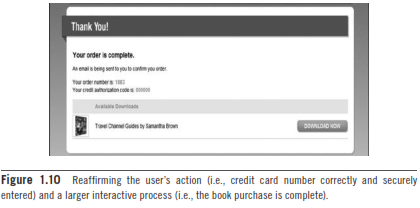 Thank You!
Your order is complete.
An email is being sent to you to confirm you order.
Your order number is: 1883
Your credit authorization code is: 000000
Available Downloads
Travel Channel Guides by Samantha Brown
DOWNLOAD NOW
Figure 1.10 Reaffirming the user's action (i.e., credit card number correctly and securely
entered) and a larger interactive process (i.e., the book purchase is complete).